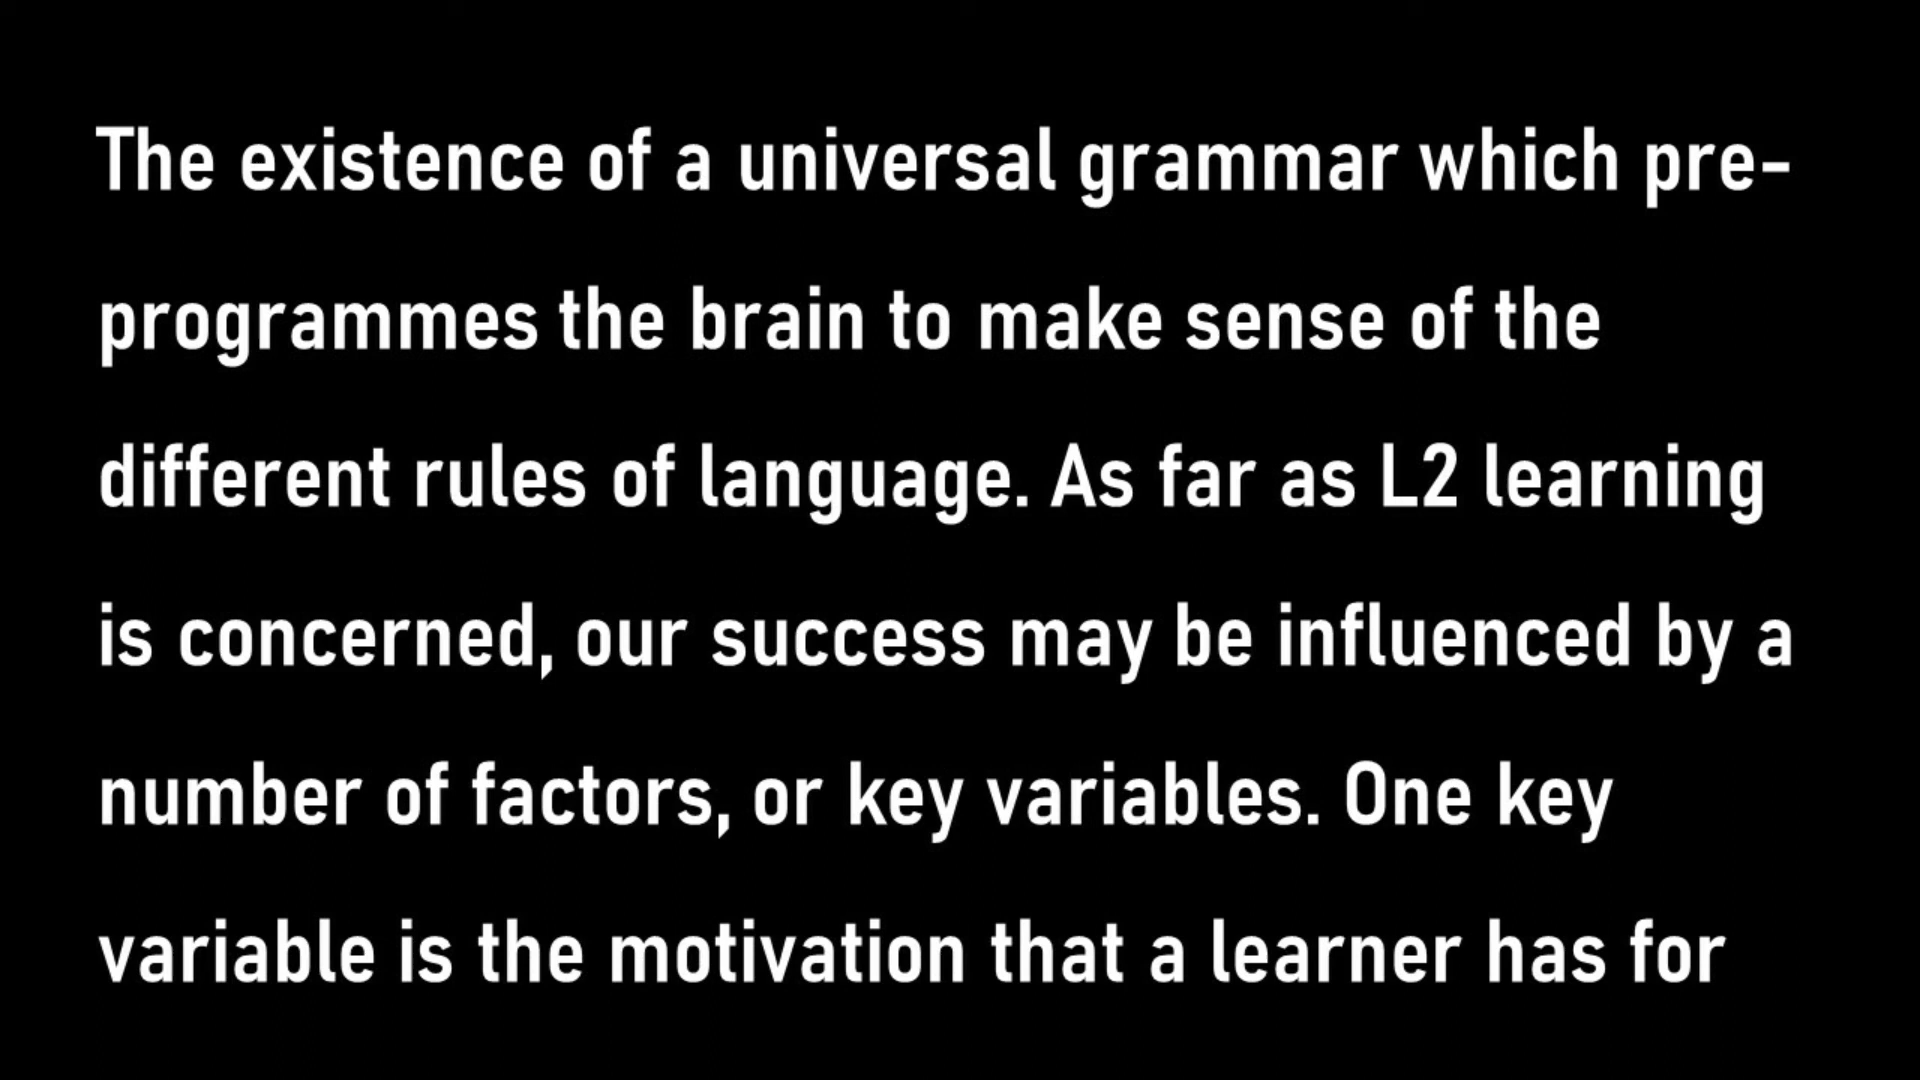 The existence of a universal grammar which pre-
programmes the brain to make sense of the
different rules of language. As far as L2 learning
is concerned, our success may be influenced by a
number of factors, or key variables. One key
variable is the motivation that a learner has for